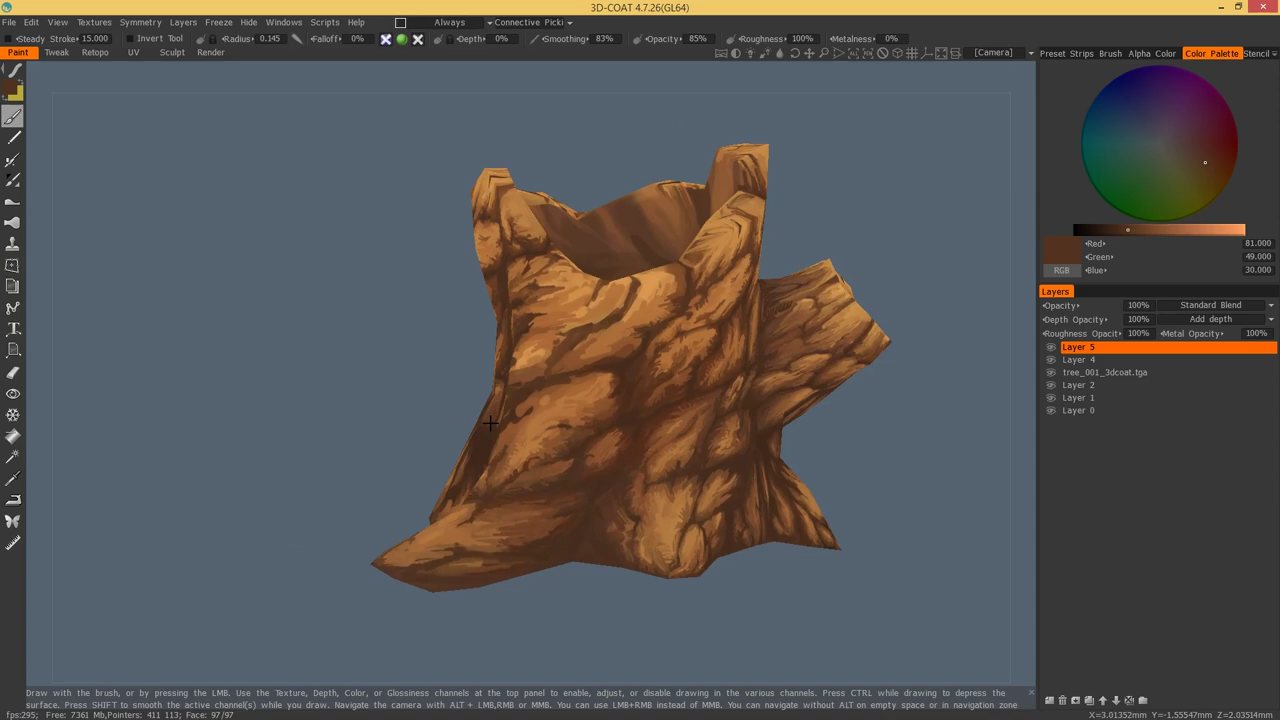 3D-COAT 4.7.26(GL64)
File Edit View Textures Symmetry Layers Freeze Hide Windows Scripts Help Always Connective Picki
Steady Stroke 15.000 Invert Tool Radius 0.145 Falloff 0% Depth 0% Smoothing 83% Opacity 85% Roughness 100% Metalness 0%
Paint Tweak Retopo UV Sculpt Render [Camera] Preset Strips Brush Alpha Color Color Palette Stencil
Red 81.000
Green 49.000
RGB Blue 30.000
Layers
Opacity 100% Standard Blend
Depth Opacity 100% Add depth
Roughness Opacit 100% Metal Opacity 100%
Layer 5
Layer 4
tree_001_3dcoat.tga
Layer 2
Layer 1
Layer 0
Draw with the brush, or by pressing the LMB. Use the Texture, Depth, Color, or Glossiness channels at the top panel to enable, adjust, or disable drawing in the various channels. Press CTRL while drawing to depress the
surface. Press SHIFT to smooth the active channel(s) while you draw. Navigate the camera with ALT + LMB,RMB or MMB. You can use LMB+RMB instead of MMB. You can navigate without ALT on empty space or in navigation zone
fps:295; Free: 7361 Mb,Pointers: 411 113; Face: 97/97 X=3.01352mm Y=-1.55547mm Z=2.03514mm